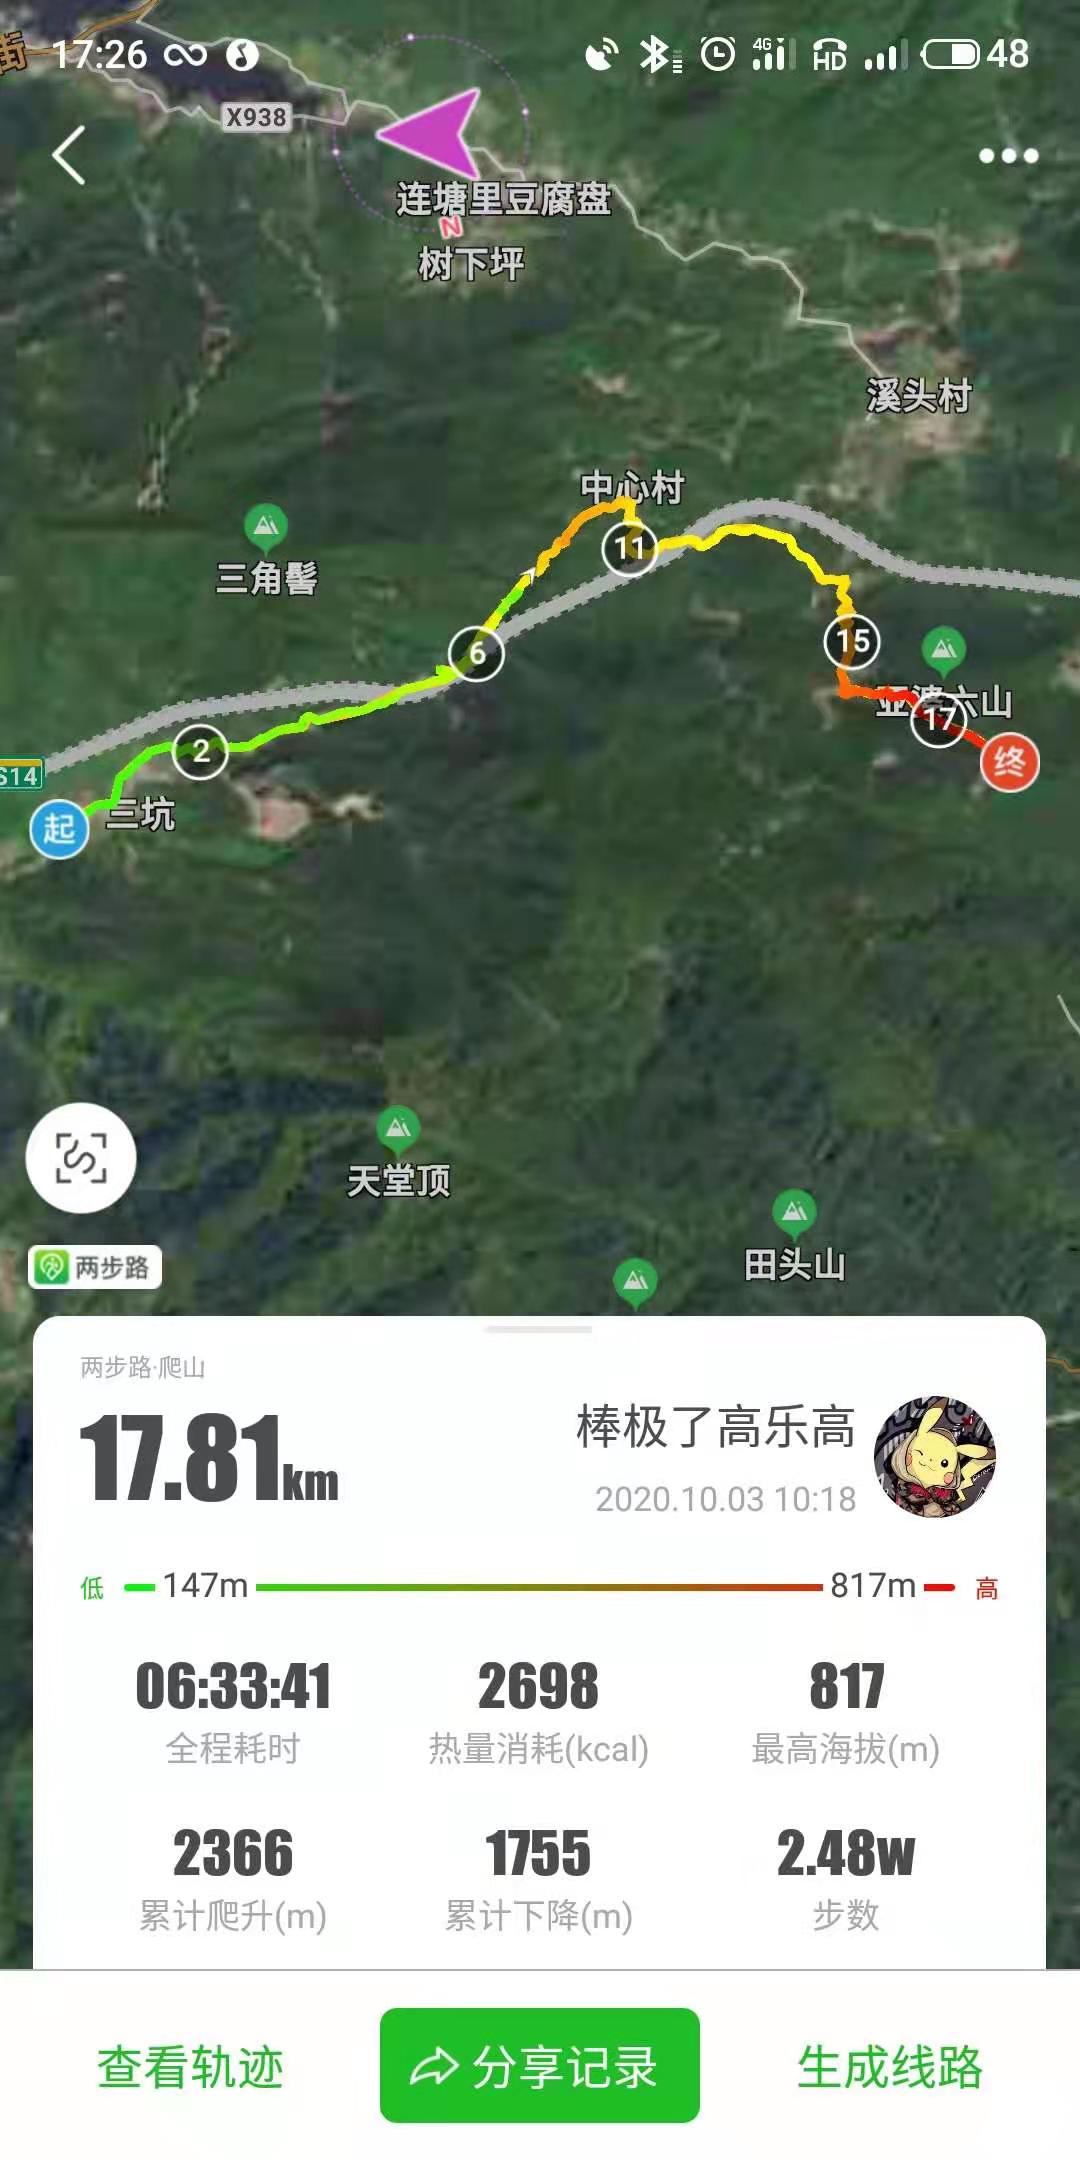 街
17:26
4G
HD
48
X938
连塘里豆腐盘
N
树下坪
溪头村
中心村
三角髻
11
6
15
亚婆六山
17
2
S14
终
起
三坑
天堂顶
田头山
两步路
两步路·爬山
17.81km
棒极了高乐高
2020.10.03 10:18
低 147m 817m 高
06:33:41 2698 817
全程耗时 热量消耗(kcal) 最高海拔(m)
2366 1755 2.48w
累计爬升(m) 累计下降(m) 步数
查看轨迹 分享记录 生成线路